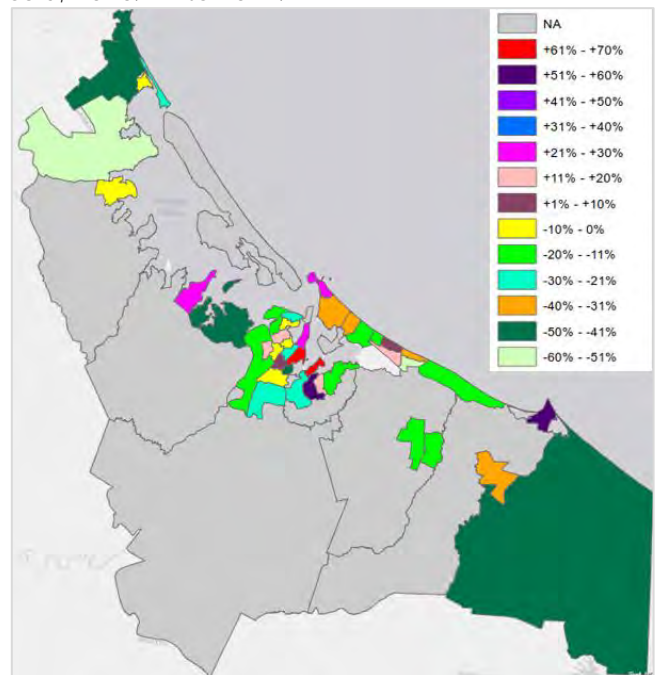 NA
+61% - +70%
+51% - +60%
+41% - +50%
+31% - +40%
+21% - +30%
+11% - +20%
+1% - +10%
-10% - 0%
-20% - -11%
-30% - -21%
-40% - -31%
-50% - -41%
-60% - -51%